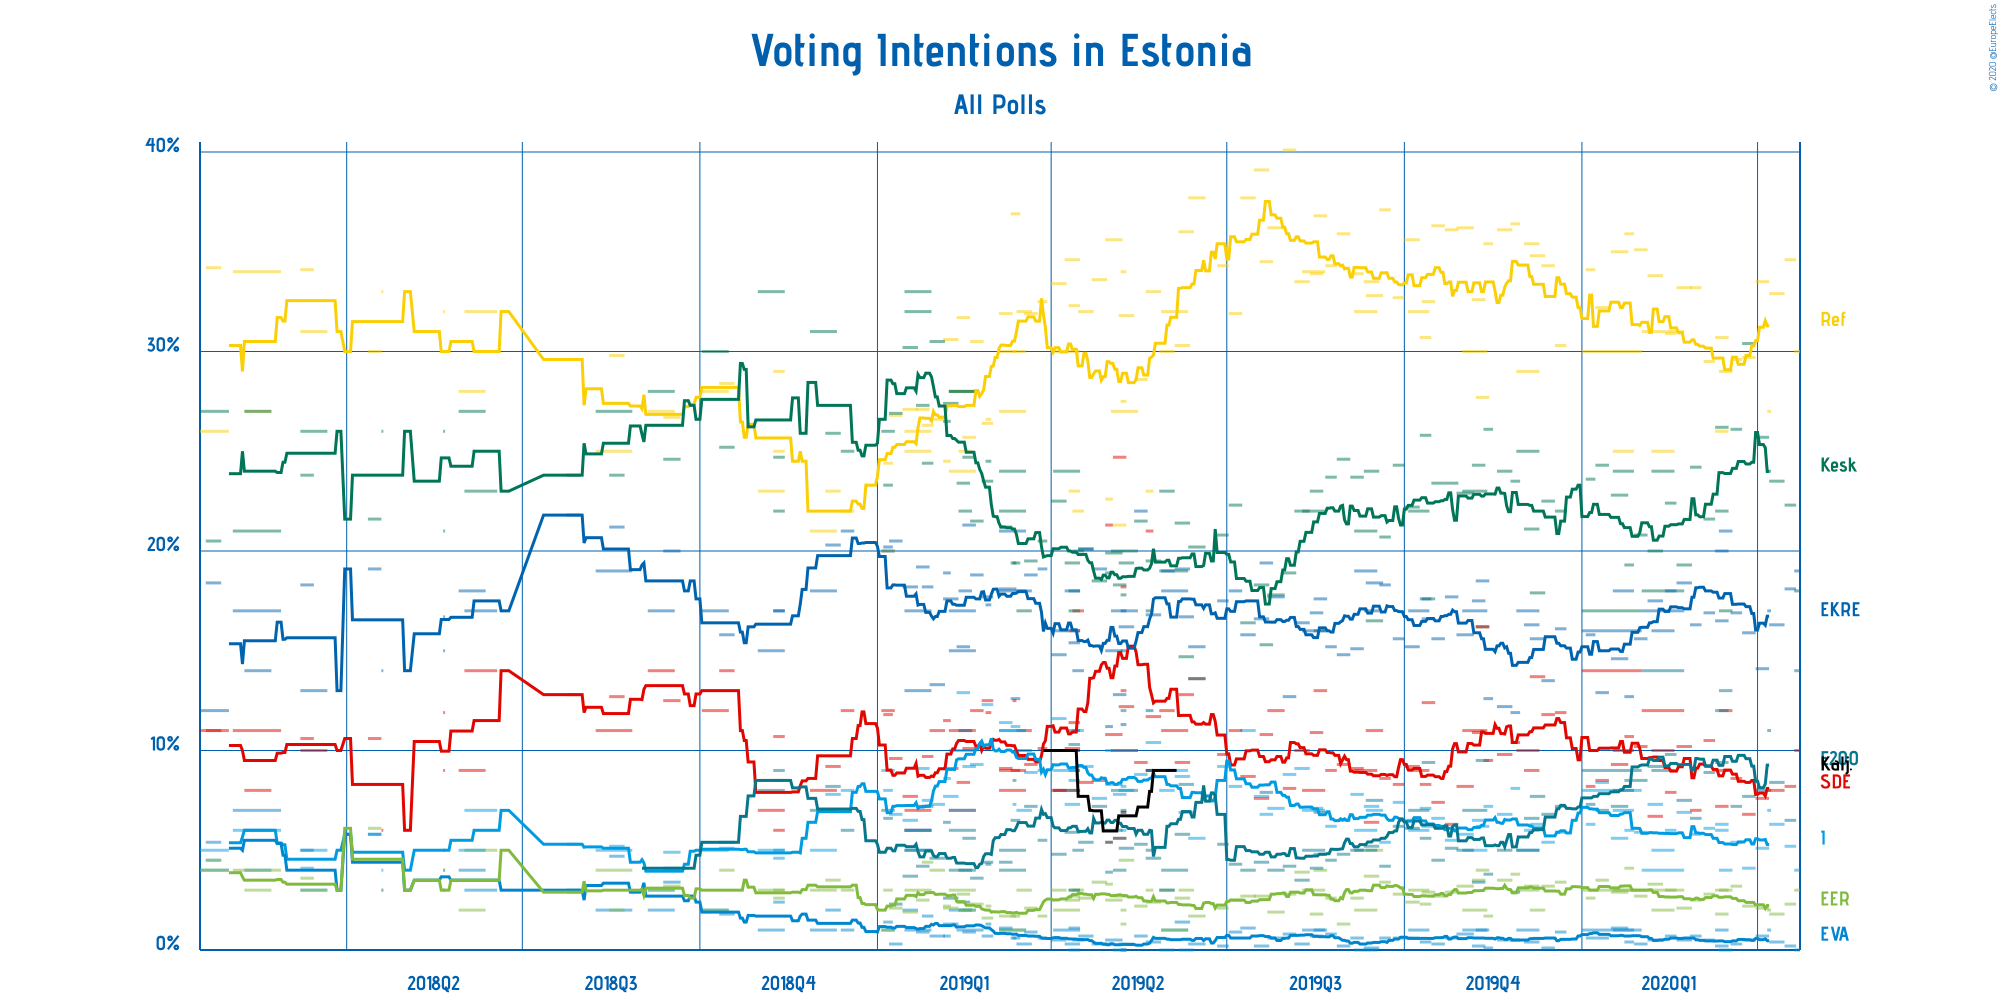 © 2020 @EuropeElects
Voting Intentions in Estonia
All Polls
40%
30%
20%
10%
0%
Ref
Kesk
EKRE
E200
Kalj.
SDE
I
EER
EVA
2018Q2
2018Q3
2018Q4
2019Q1
2019Q2
2019Q3
2019Q4
2020Q1